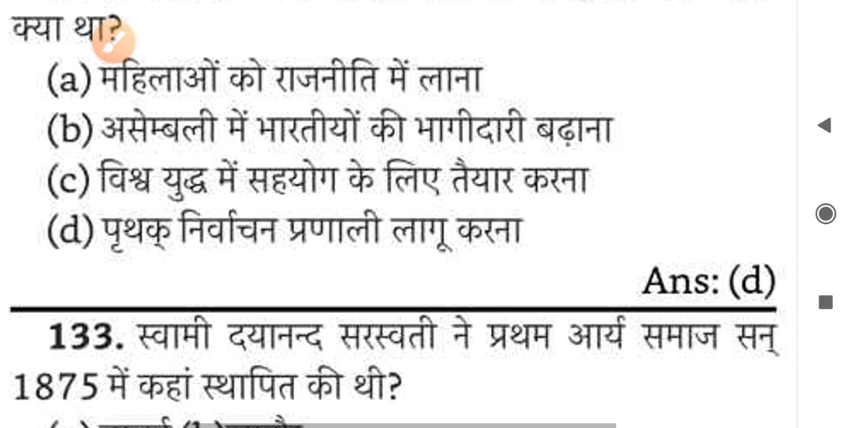 क्या था?
(a) महिलाओं को राजनीति में लाना
(b) असेम्बली में भारतीयों की भागीदारी बढ़ाना
(c) विश्व युद्ध में सहयोग के लिए तैयार करना
(d) पृथक् निर्वाचन प्रणाली लागू करना
Ans: (d)
133. स्वामी दयानन्द सरस्वती ने प्रथम आर्य समाज सन्
1875 में कहां स्थापित की थी?